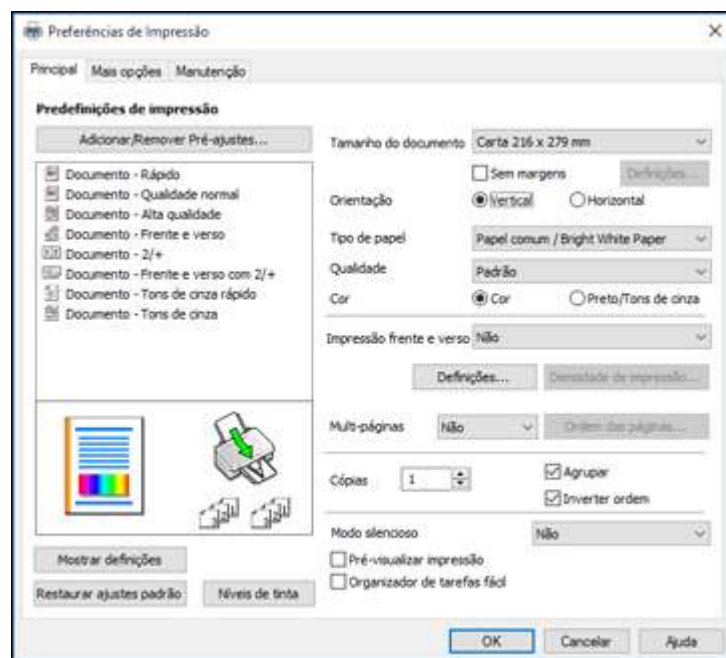 Preferências de Impressão
Principal Mais opções Manutenção
Predefinições de impressão
Adicionar/Remover Pré-ajustes...
Documento - Rápido
Documento - Qualidade normal
Documento - Alta qualidade
Documento - Frente e verso
Documento - 2/+
Documento - Frente e verso com 2/+
Documento - Tons de cinza rápido
Documento - Tons de cinza
Mostrar definições
Restaurar ajustes padrão Níveis de tinta
Tamanho do documento Carta 216 x 279 mm
Sem margens Definições...
Orientação Vertical Horizontal
Tipo de papel Papel comum / Bright White Paper
Qualidade Padrão
Cor Cor Preto/Tons de cinza
Impressão frente e verso Não
Definições... Densidade de impressão...
Multi-páginas Não Ordem das páginas...
Cópias 1 Agrupar
Inverter ordem
Modo silencioso Não
Pré-visualizar impressão
Organizador de tarefas fácil
OK Cancelar Ajuda